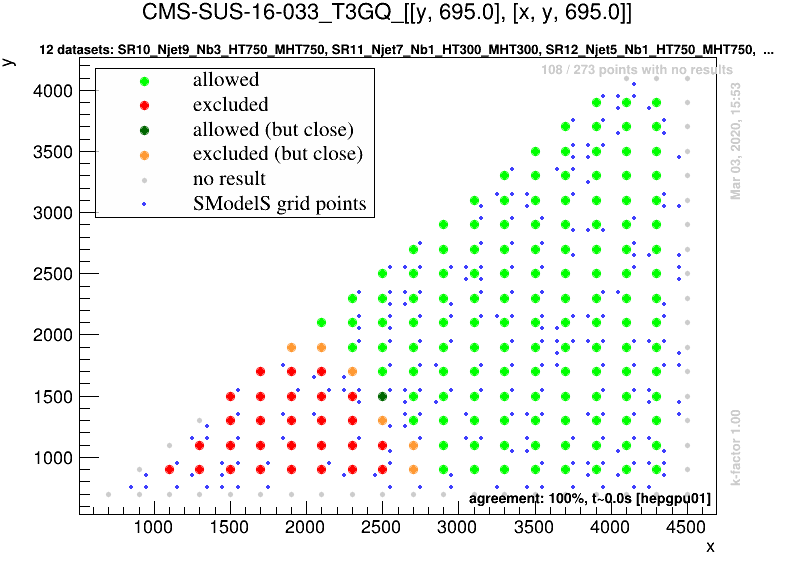 CMS-SUS-16-033_T3GQ_[[y, 695.0], [x, y, 695.0]]
12 datasets: SR10_Njet9_Nb3_HT750_MHT750, SR11_Njet7_Nb1_HT300_MHT300, SR12_Njet5_Nb1_HT750_MHT750, ...
y
108 / 273 points with no results
allowed
excluded
allowed (but close)
excluded (but close)
no result
SModelS grid points
4000
3500
3000
2500
2000
1500
1000
Mar 03, 2020, 15:53
k-factor 1.00
agreement: 100%, t~0.0s [hepgpu01]
1000 1500 2000 2500 3000 3500 4000 4500
x